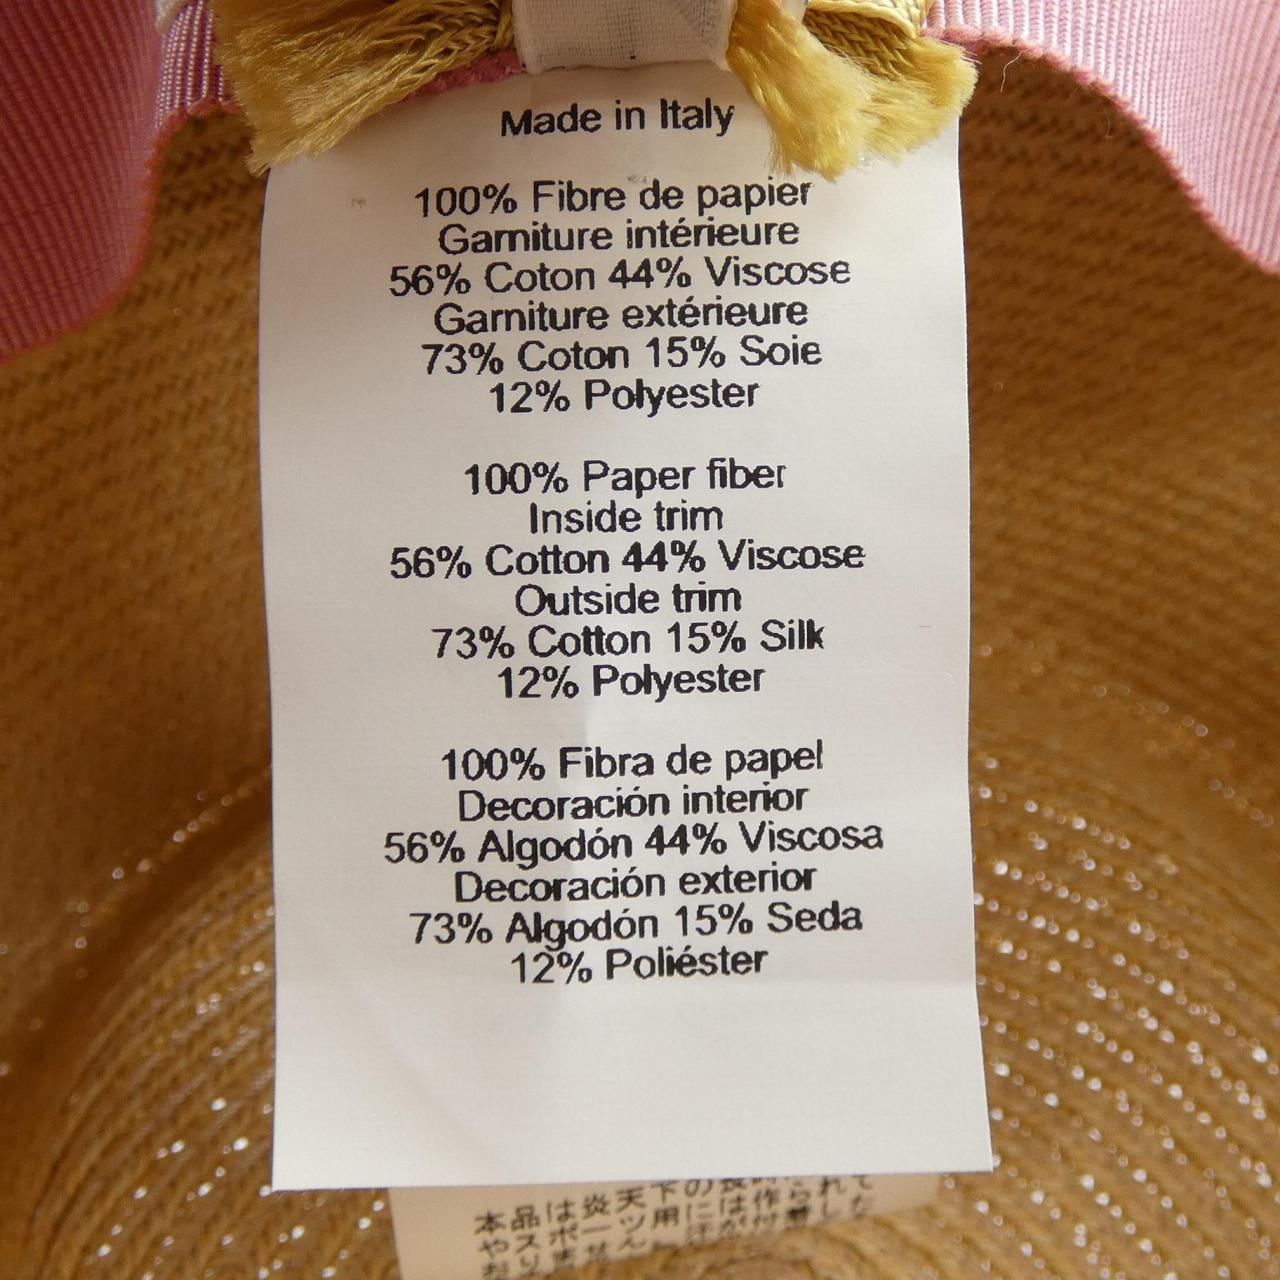 Made in Italy
100% Fibre de papier
Garniture intérieure
56% Coton 44% Viscose
Garniture extérieure
73% Coton 15% Soie
12% Polyester
100% Paper fiber
Inside trim
56% Cotton 44% Viscose
Outside trim
73% Cotton 15% Silk
12% Polyester
100% Fibra de papel
Decoración interior
56% Algodón 44% Viscosa
Decoración exterior
73% Algodón 15% Seda
12% Poliéster
本品は炎天下の